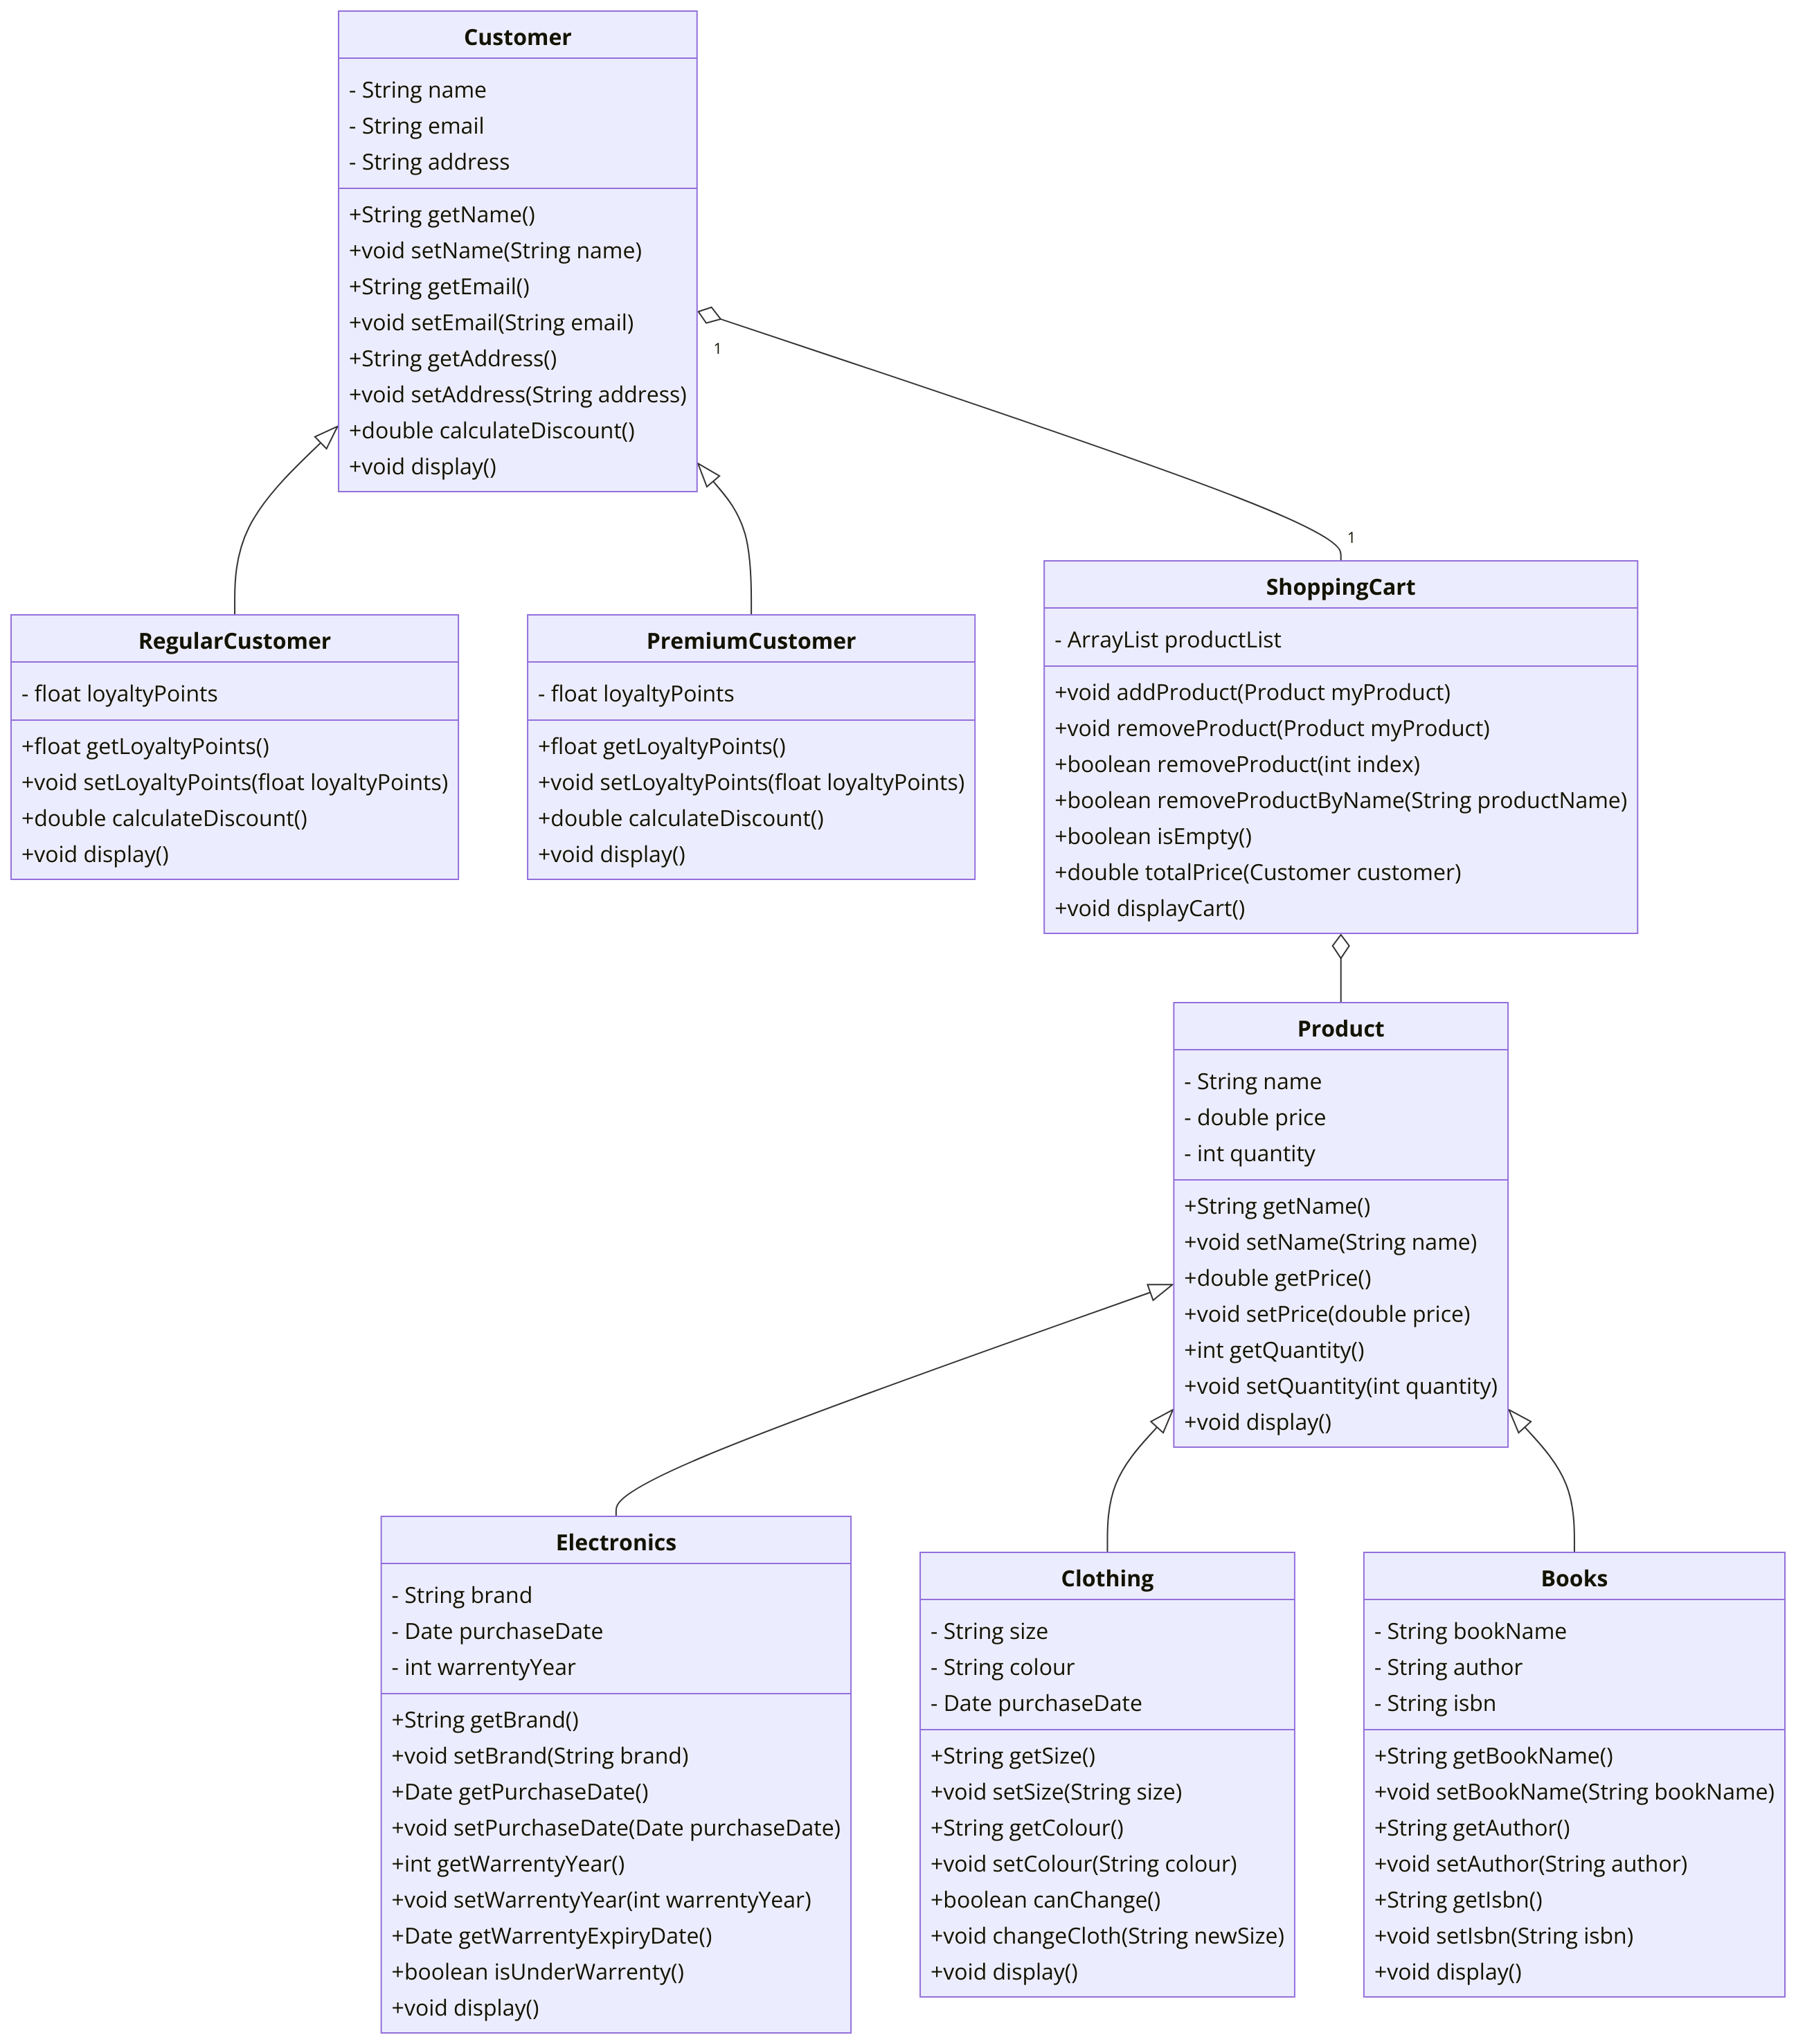 Customer
- String name
- String email
- String address
+String getName()
+void setName(String name)
+String getEmail()
+void setEmail(String email)
+String getAddress()
+void setAddress(String address)
+double calculateDiscount()
+void display()
1
1
RegularCustomer
- float loyaltyPoints
+float getLoyaltyPoints()
+void setLoyaltyPoints(float loyaltyPoints)
+double calculateDiscount()
+void display()
PremiumCustomer
- float loyaltyPoints
+float getLoyaltyPoints()
+void setLoyaltyPoints(float loyaltyPoints)
+double calculateDiscount()
+void display()
ShoppingCart
- ArrayList productList
+void addProduct(Product myProduct)
+void removeProduct(Product myProduct)
+boolean removeProduct(int index)
+boolean removeProductByName(String productName)
+boolean isEmpty()
+double totalPrice(Customer customer)
+void displayCart()
Product
- String name
- double price
- int quantity
+String getName()
+void setName(String name)
+double getPrice()
+void setPrice(double price)
+int getQuantity()
+void setQuantity(int quantity)
+void display()
Electronics
- String brand
- Date purchaseDate
- int warrentyYear
+String getBrand()
+void setBrand(String brand)
+Date getPurchaseDate()
+void setPurchaseDate(Date purchaseDate)
+int getWarrentyYear()
+void setWarrentyYear(int warrentyYear)
+Date getWarrentyExpiryDate()
+boolean isUnderWarrenty()
+void display()
Clothing
- String size
- String colour
- Date purchaseDate
+String getSize()
+void setSize(String size)
+String getColour()
+void setColour(String colour)
+boolean canChange()
+void changeCloth(String newSize)
+void display()
Books
- String bookName
- String author
- String isbn
+String getBookName()
+void setBookName(String bookName)
+String getAuthor()
+void setAuthor(String author)
+String getIsbn()
+void setIsbn(String isbn)
+void display()